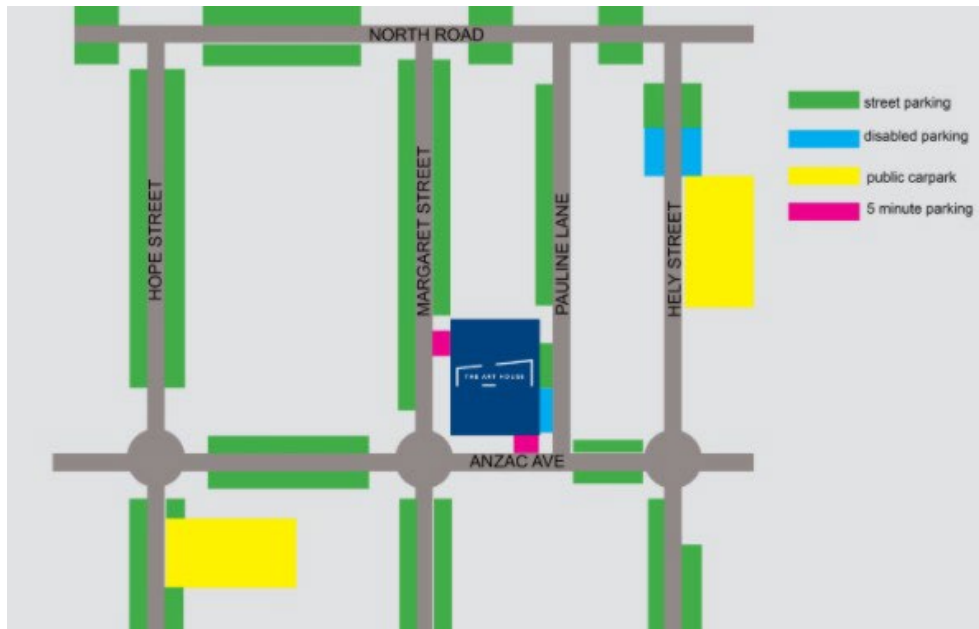 NORTH ROAD
street parking
disabled parking
public carpark
5 minute parking
HOPE STREET
MARGARET STREET
PAULINE LANE
HELY STREET
THE ART HOUSE
ANZAC AVE